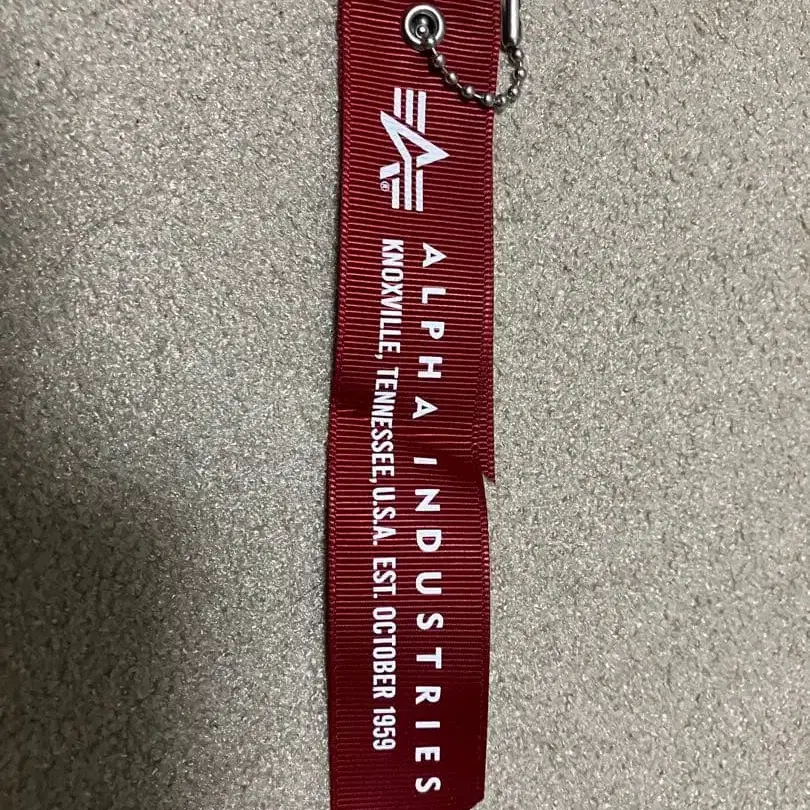 ALPHA INDUSTRIES
KNOXVILLE, TENNESSEE, U.S.A. EST. OCTOBER 1959
®